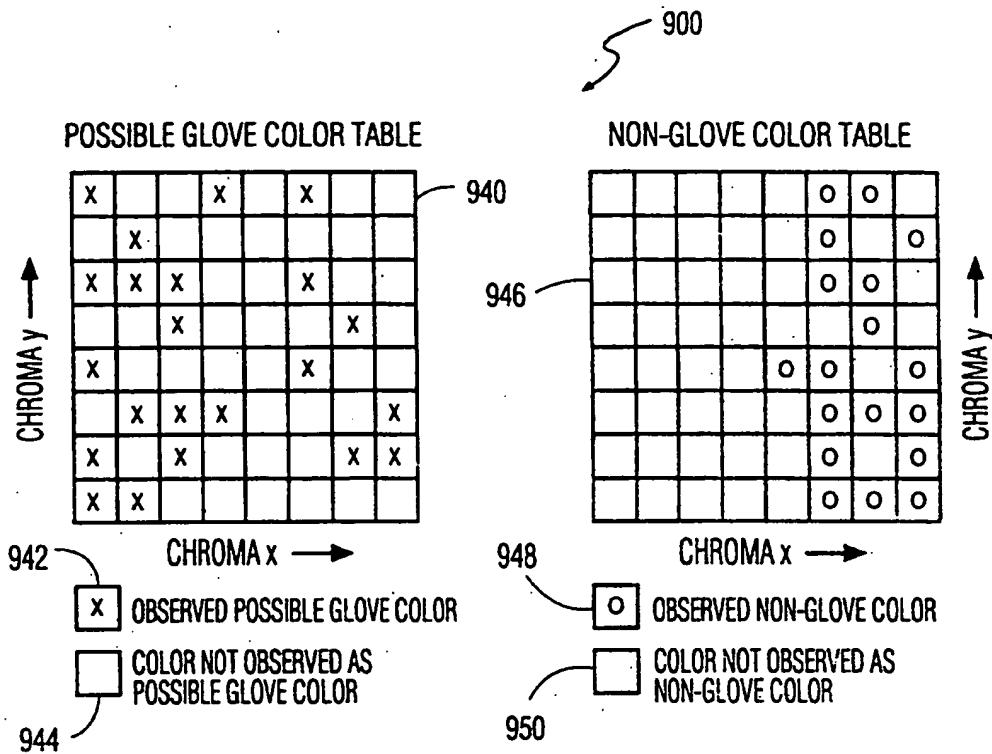 900
POSSIBLE GLOVE COLOR TABLE
X X X
X
X X X X
X X
X X
X X X X
X X X X
X X
940
CHROMA y
CHROMA x
942
X OBSERVED POSSIBLE GLOVE COLOR
COLOR NOT OBSERVED AS
POSSIBLE GLOVE COLOR
944
NON-GLOVE COLOR TABLE
O O
O O
O O
O
O O O
O O O
O O
O O O
946
CHROMA y
CHROMA x
948
O OBSERVED NON-GLOVE COLOR
COLOR NOT OBSERVED AS
NON-GLOVE COLOR
950